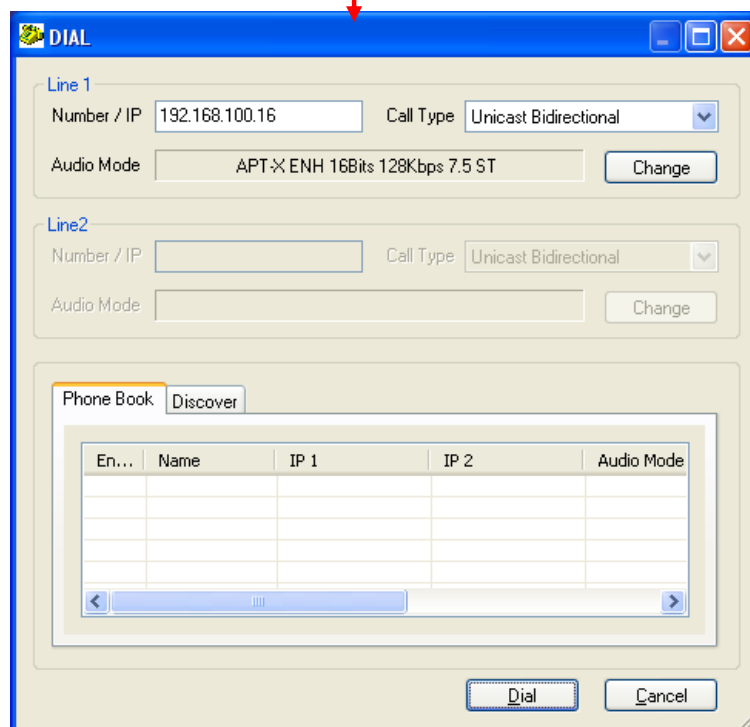 DIAL
Line 1
Number / IP 192.168.100.16 Call Type Unicast Bidirectional
Audio Mode APT-X ENH 16Bits 128Kbps 7.5 ST Change
Line2
Number / IP Call Type Unicast Bidirectional
Audio Mode Change
Phone Book Discover
En... Name IP 1 IP 2 Audio Mode
Dial Cancel